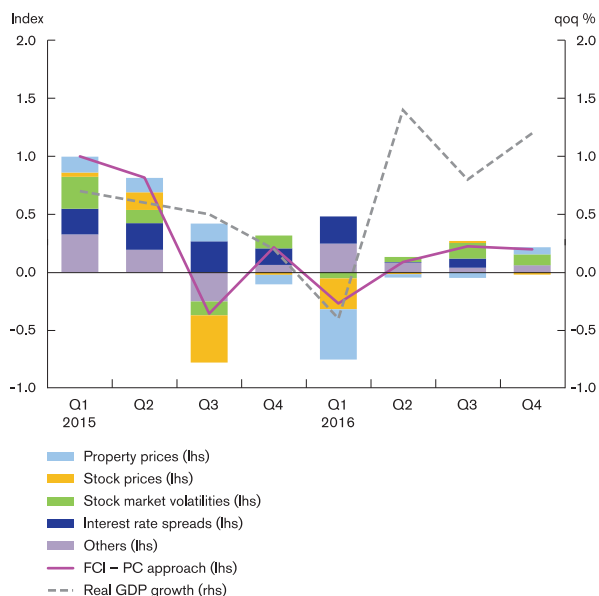 Index
qoq %
2.0
2.0
1.5
1.5
1.0
1.0
0.5
0.5
0.0
0.0
-0.5
-0.5
-1.0
-1.0
Q1 Q2 Q3 Q4 Q1 Q2 Q3 Q4
2015 2016
Property prices (lhs)
Stock prices (lhs)
Stock market volatilities (lhs)
Interest rate spreads (lhs)
Others (lhs)
FCI – PC approach (lhs)
Real GDP growth (rhs)